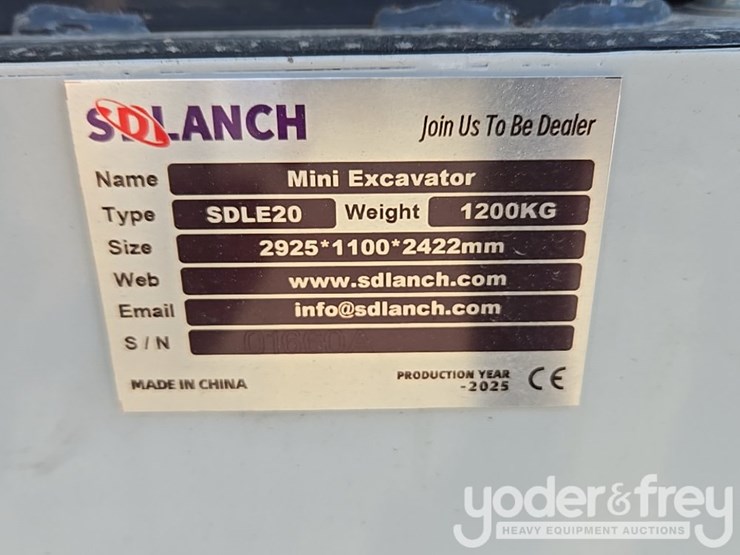 SDLANCH
Join Us To Be Dealer
Name Mini Excavator
Type SDLE20 Weight 1200KG
Size 2925*1100*2422mm
Web www.sdlanch.com
Email info@sdlanch.com
S / N
MADE IN CHINA
PRODUCTION YEAR
-2025 CE
yoder&frey
HEAVY EQUIPMENT AUCTIONS